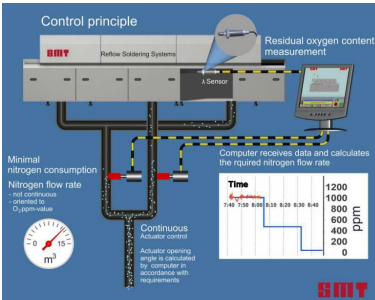 Control principle
SMT
Reflow Soldering Systems
Residual oxygen content
measurement
λ Sensor
Minimal
nitrogen consumption
Nitrogen flow rate
- not continuous
- oriented to
O₂ppm-value
0
15
m³
Continuous
Actuator control
Actuator opening
angle is calculated
by computer in
accordance with
requirements
Computer receives data and calculates
the required nitrogen flow rate
Time
7:40 7:50 8:00 8:10 8:20 8:30 8:40
1200
1000
800
600
400
200
0
ppm
SMT